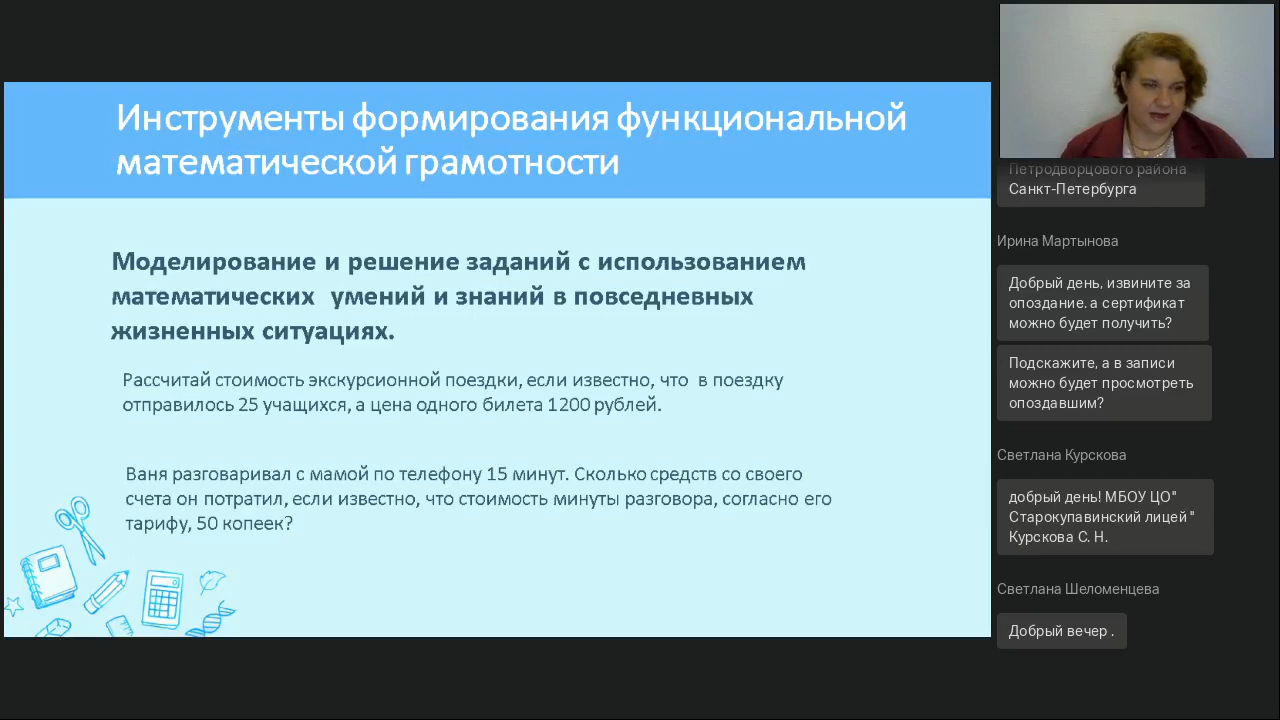 Инструменты формирования функциональной
математической грамотности
Моделирование и решение заданий с использованием
математических умений и знаний в повседневных
жизненных ситуациях.
Рассчитай стоимость экскурсионной поездки, если известно, что в поездку
отправилось 25 учащихся, а цена одного билета 1200 рублей.
Ваня разговаривал с мамой по телефону 15 минут. Сколько средств со своего
счета он потратил, если известно, что стоимость минуты разговора, согласно его
тарифу, 50 копеек?
Петродворцового района
Санкт-Петербурга
Ирина Мартынова
Добрый день, извините за
опоздание. а сертификат
можно будет получить?
Подскажите, а в записи
можно будет просмотреть
опоздавшим?
Светлана Курскова
добрый день! МБОУ ЦО"
Старокупавинский лицей"
Курскова С. Н.
Светлана Шеломенцева
Добрый вечер .